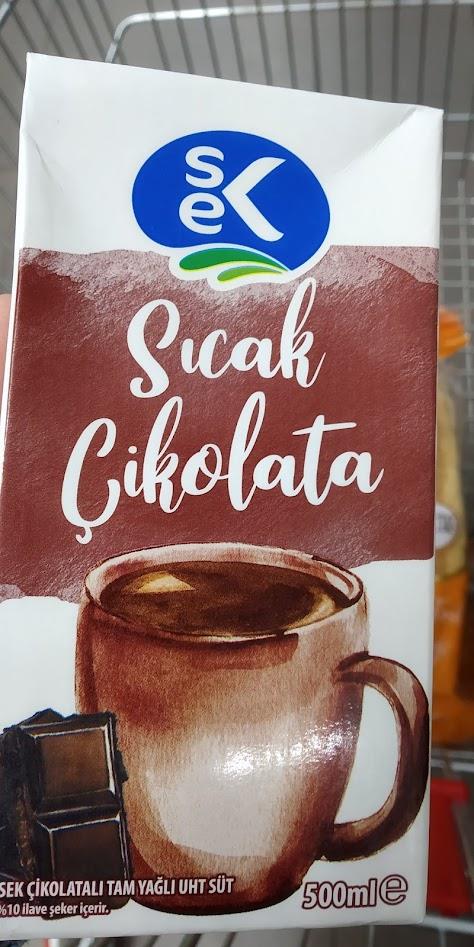 SEK
Sıcak
Çikolata
SEK ÇİKOLATALI TAM YAĞLI UHT SÜT
%10 ilave şeker içerir.
500ml e